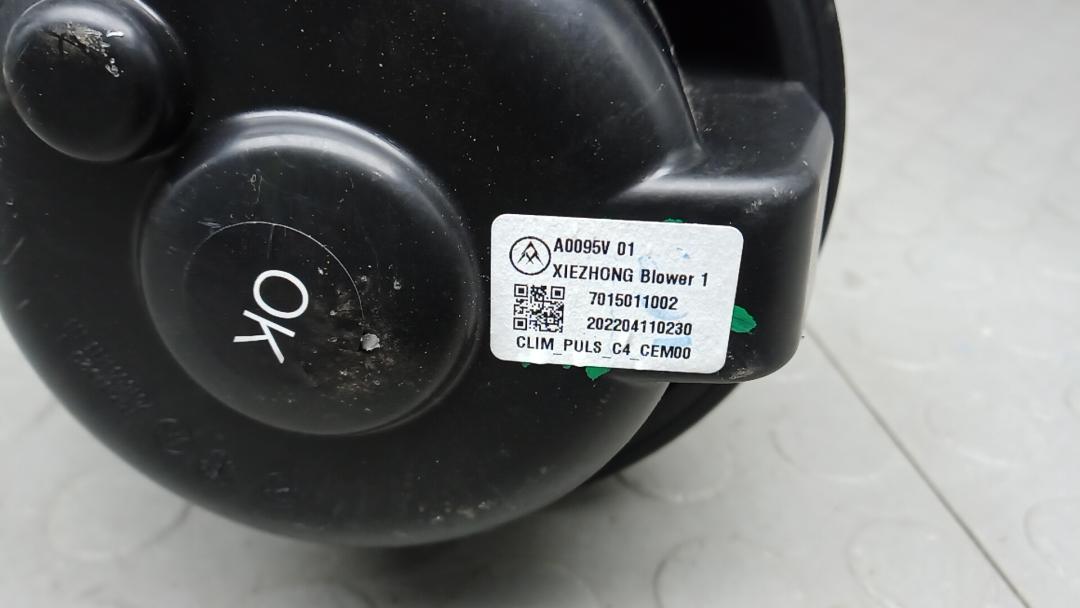 A0095V 01
XIEZHONG Blower 1
7015011002
202204110230
CLIM_PULS_C4_CEM00
OK